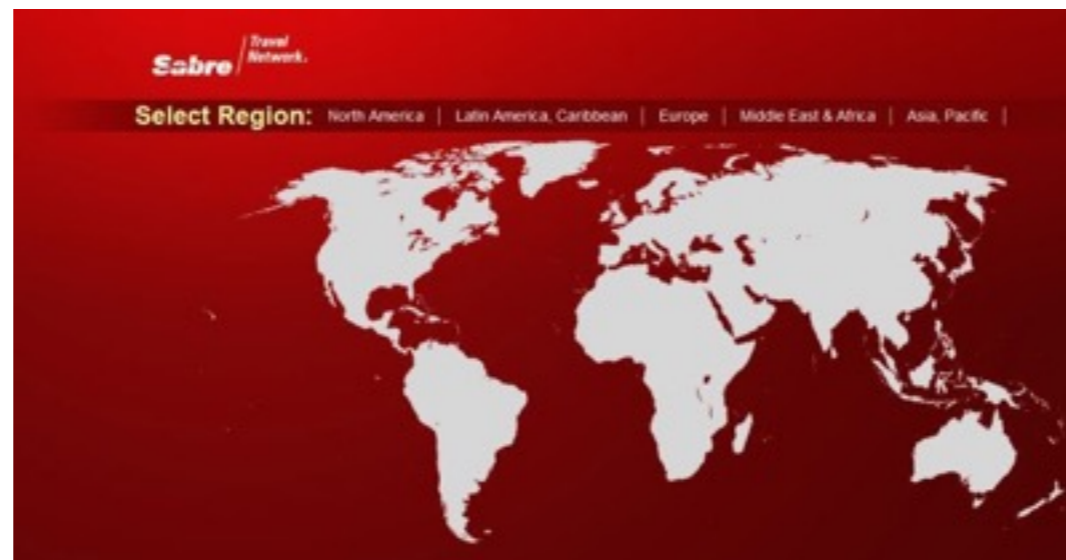 Sabre Travel Network.
Select Region: North America | Latin America, Caribbean | Europe | Middle East & Africa | Asia, Pacific |